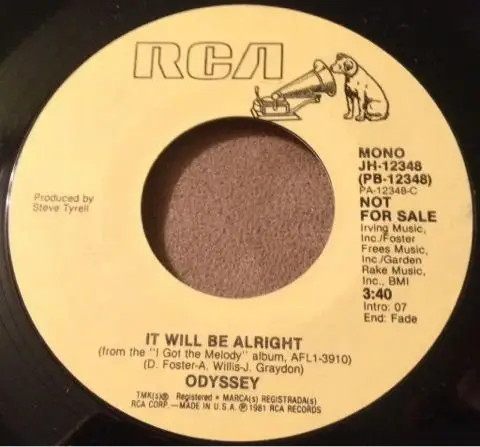 RCA
MONO
JH-12348
(PB-12348)
PA-12348-C
NOT
FOR SALE
Irving Music,
Inc./Foster
Frees Music,
Inc./Garden
Rake Music,
Inc., BMI
3:40
Intro: 07
End: Fade
Produced by
Steve Tyrell
IT WILL BE ALRIGHT
(from the "I Got the Melody" album, AFL1-3910)
(D. Foster-A. Willis-J. Graydon)
ODYSSEY
TMK(s)® Registered • MARCA(s) REGISTRADA(s)
RCA CORP.—MADE IN U.S.A. ℗ 1981 RCA RECORDS